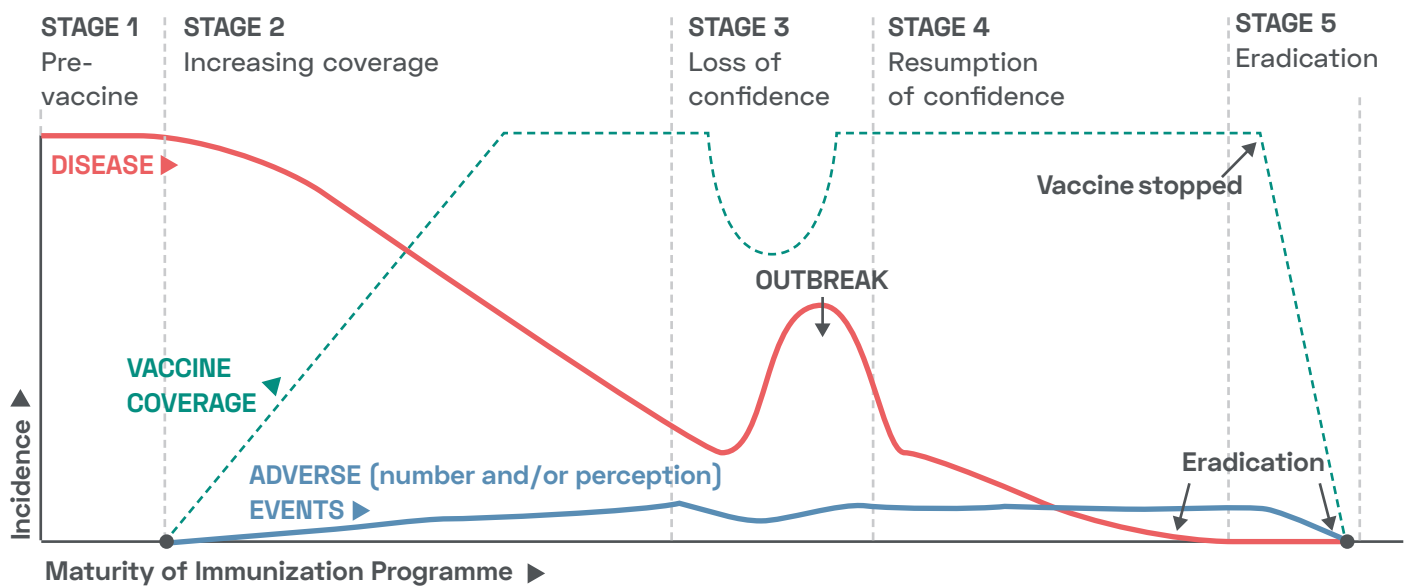 STAGE 1
Pre-
vaccine
STAGE 2
Increasing coverage
STAGE 3
Loss of
confidence
STAGE 4
Resumption
of confidence
STAGE 5
Eradication
DISEASE
Vaccine stopped
OUTBREAK
VACCINE
COVERAGE
ADVERSE (number and/or perception)
EVENTS
Eradication
Incidence
Maturity of Immunization Programme